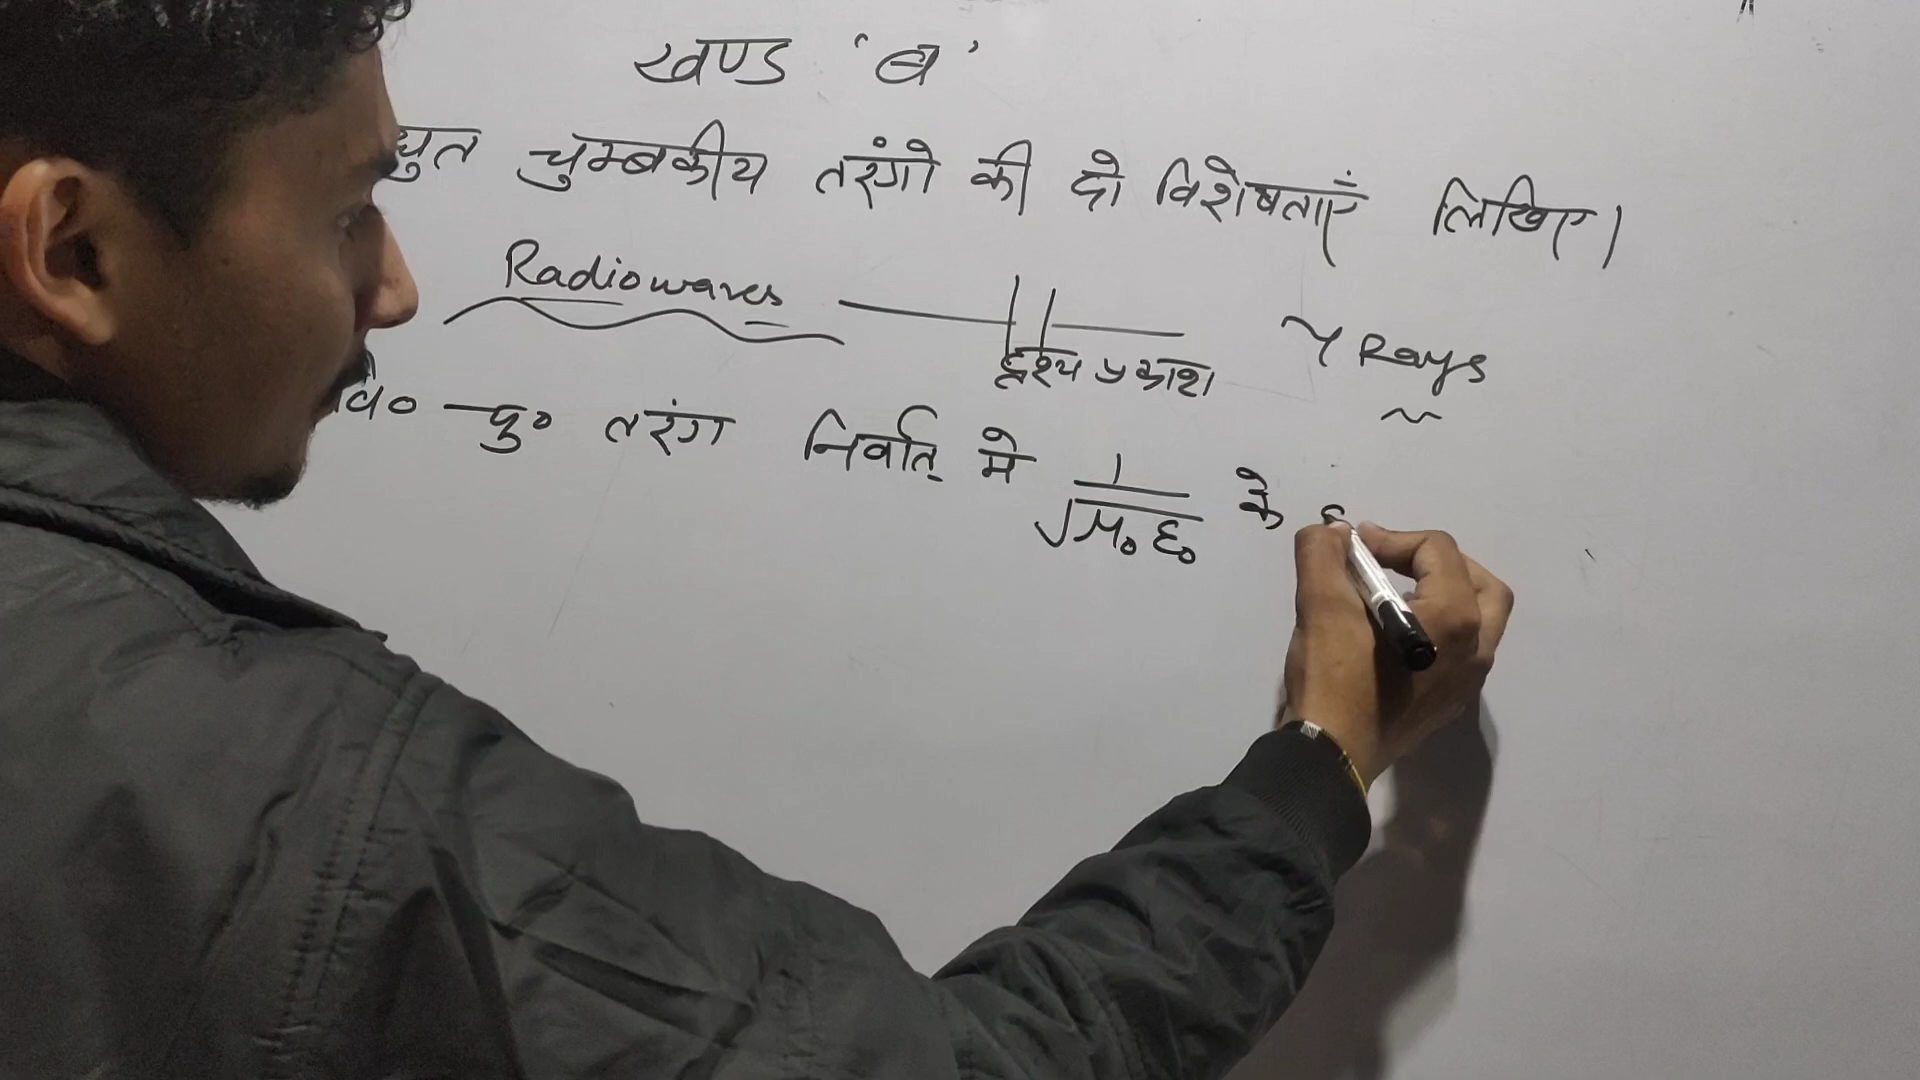 खण्ड 'ब'
द्युत चुम्बकीय तरंगो की दो विशेषताएँ लिखिए।
Radiowaves दृश्य प्रकाश γ Rays
वि० चु० तरंग निर्वात् मे 1/√μ₀ε₀ के